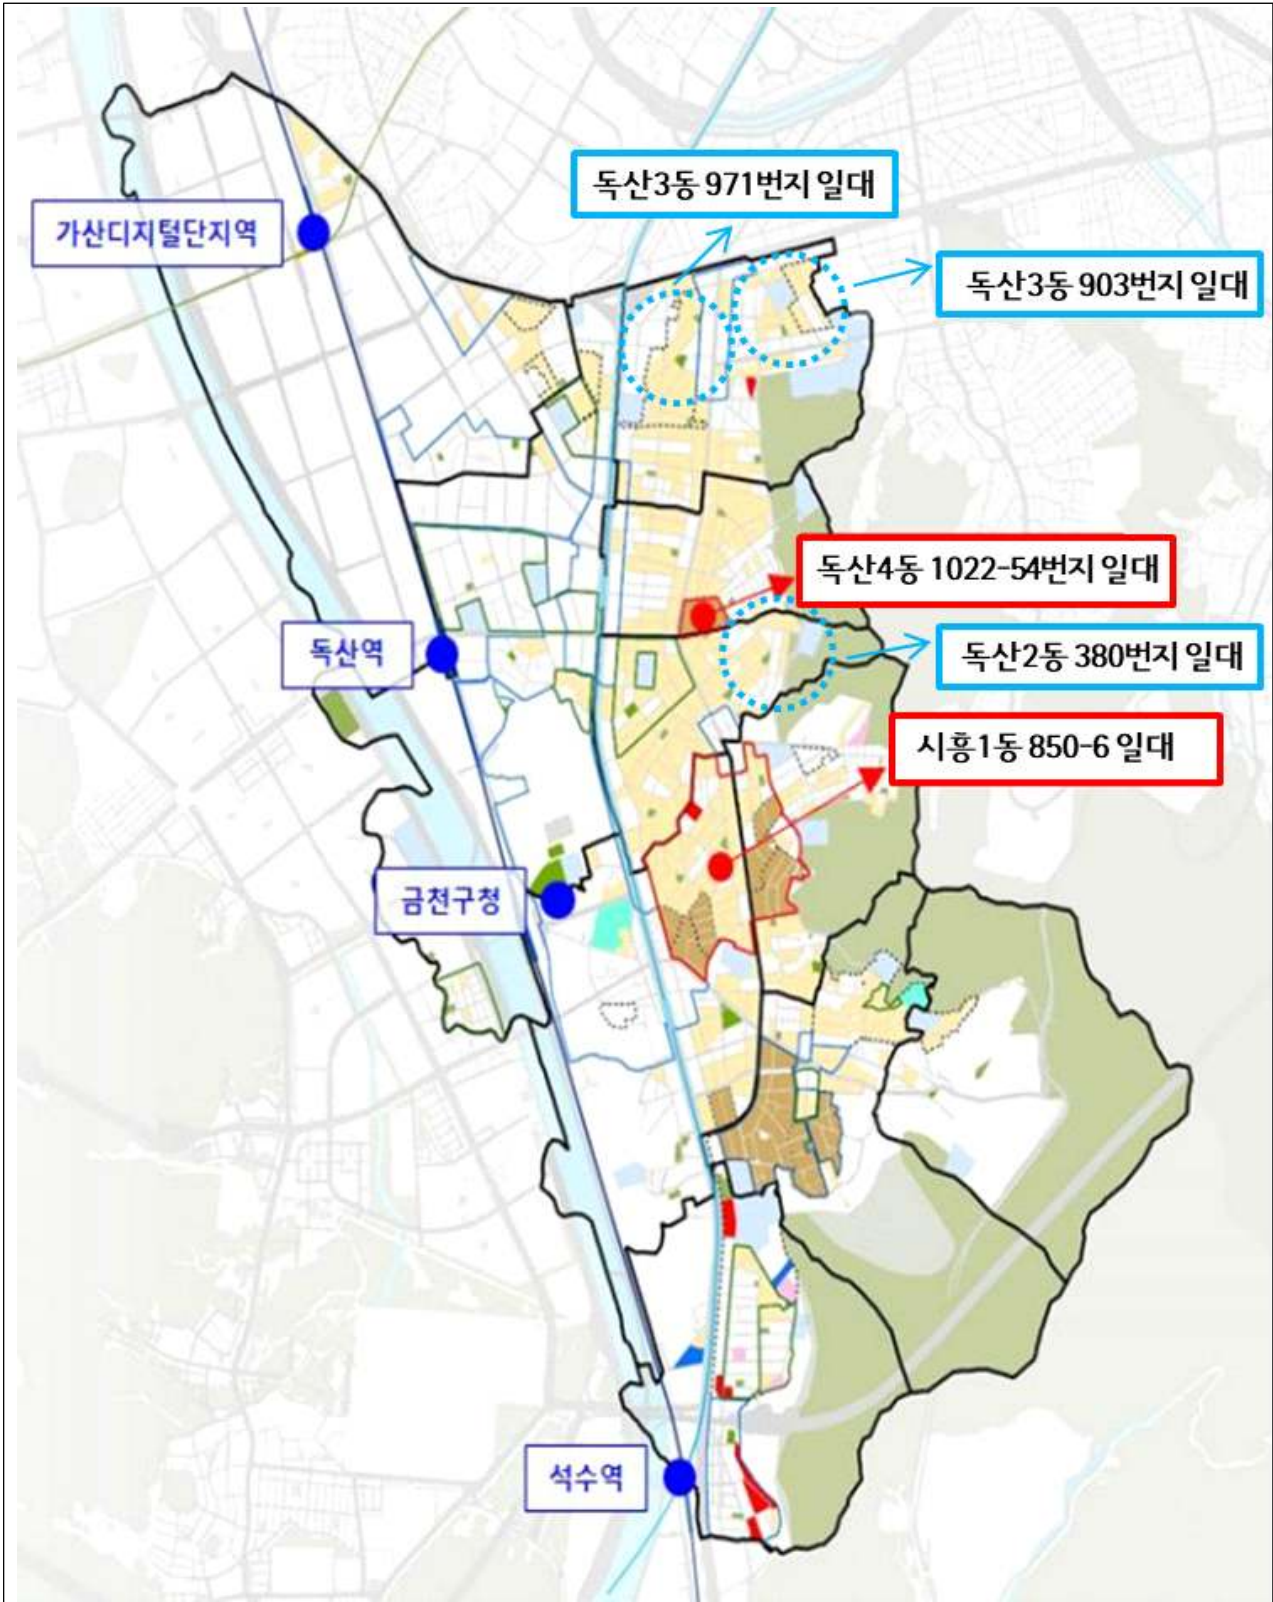 독산3동 971번지 일대
가산디지털단지역
독산3동 903번지 일대
독산4동 1022-54번지 일대
독산역
독산2동 380번지 일대
시흥1동 850-6 일대
금천구청
석수역